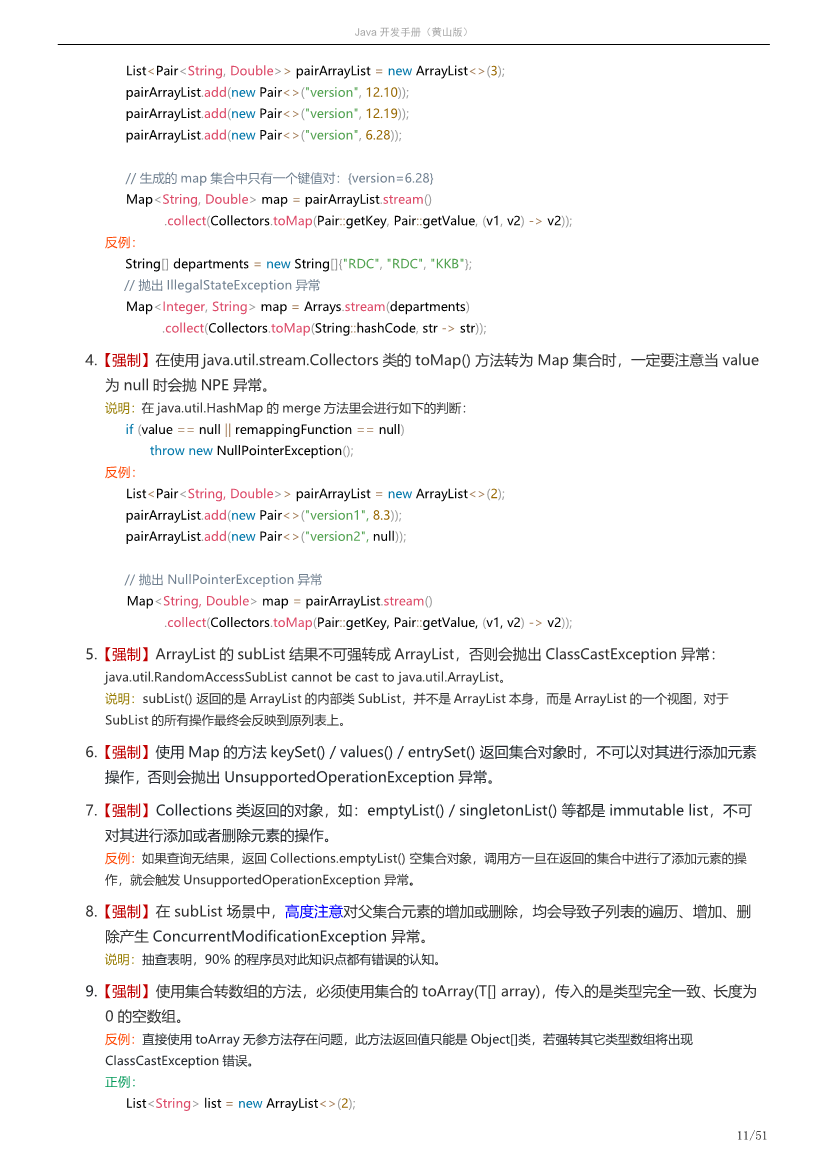 Java 开发手册（黄山版）
List<Pair<String, Double>> pairArrayList = new ArrayList<>(3);
pairArrayList.add(new Pair<>("version", 12.10));
pairArrayList.add(new Pair<>("version", 12.19));
pairArrayList.add(new Pair<>("version", 6.28));
// 生成的 map 集合中只有一个键值对：{version=6.28}
Map<String, Double> map = pairArrayList.stream()
.collect(Collectors.toMap(Pair::getKey, Pair::getValue, (v1, v2) -> v2));
反例：
String[] departments = new String[]{"RDC", "RDC", "KKB"};
// 抛出 IllegalStateException 异常
Map<Integer, String> map = Arrays.stream(departments)
.collect(Collectors.toMap(String::hashCode, str -> str));
4.【强制】在使用 java.util.stream.Collectors 类的 toMap() 方法转为 Map 集合时，一定要注意当 value
为 null 时会抛 NPE 异常。
说明：在 java.util.HashMap 的 merge 方法里会进行如下的判断：
if (value == null || remappingFunction == null)
throw new NullPointerException();
反例：
List<Pair<String, Double>> pairArrayList = new ArrayList<>(2);
pairArrayList.add(new Pair<>("version1", 8.3));
pairArrayList.add(new Pair<>("version2", null));
// 抛出 NullPointerException 异常
Map<String, Double> map = pairArrayList.stream()
.collect(Collectors.toMap(Pair::getKey, Pair::getValue, (v1, v2) -> v2));
5.【强制】ArrayList 的 subList 结果不可强转成 ArrayList，否则会抛出 ClassCastException 异常：
java.util.RandomAccessSubList cannot be cast to java.util.ArrayList。
说明：subList() 返回的是 ArrayList 的内部类 SubList，并不是 ArrayList 本身，而是 ArrayList 的一个视图，对于
SubList 的所有操作最终会反映到原列表上。
6.【强制】使用 Map 的方法 keySet() / values() / entrySet() 返回集合对象时，不可以对其进行添加元素
操作，否则会抛出 UnsupportedOperationException 异常。
7.【强制】Collections 类返回的对象，如：emptyList() / singletonList() 等都是 immutable list，不可
对其进行添加或者删除元素的操作。
反例：如果查询无结果，返回 Collections.emptyList() 空集合对象，调用方一旦在返回的集合中进行了添加元素的操
作，就会触发 UnsupportedOperationException 异常。
8.【强制】在 subList 场景中，高度注意对父集合元素的增加或删除，均会导致子列表的遍历、增加、删
除产生 ConcurrentModificationException 异常。
说明：抽查表明，90% 的程序员对此知识点都有错误的认知。
9.【强制】使用集合转数组的方法，必须使用集合的 toArray(T[] array)，传入的是类型完全一致、长度为
0 的空数组。
反例：直接使用 toArray 无参方法存在问题，此方法返回值只能是 Object[]类，若强转其它类型数组将出现
ClassCastException 错误。
正例：
List<String> list = new ArrayList<>(2);
11/51